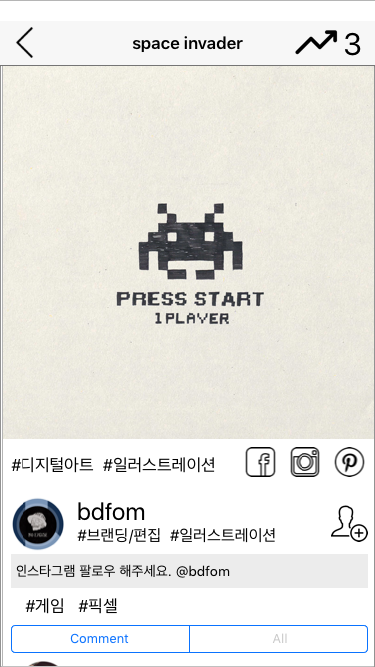 space invader
3
PRESS START
1 PLAYER
#디지털아트 #일러스트레이션
bdfom
#브랜딩/편집 #일러스트레이션
인스타그램 팔로우 해주세요. @bdfom
#게임 #픽셀
Comment
All